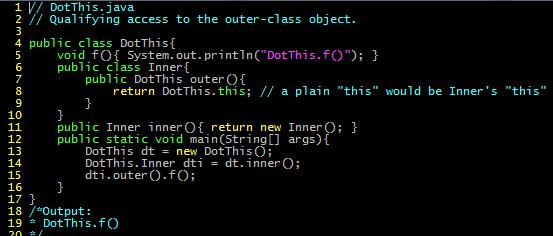 1 // DotThis.java
2 // Qualifying access to the outer-class object.
3
4 public class DotThis{
5     void f(){ System.out.println("DotThis.f()"); }
6     public class Inner{
7         public DotThis outer(){
8             return DotThis.this; // a plain "this" would be Inner's "this"
9         }
10     }
11     public Inner inner(){ return new Inner(); }
12     public static void main(String[] args){
13         DotThis dt = new DotThis();
14         DotThis.Inner dti = dt.inner();
15         dti.outer().f();
16     }
17 }
18 /*Output:
19 * DotThis.f()
20 */